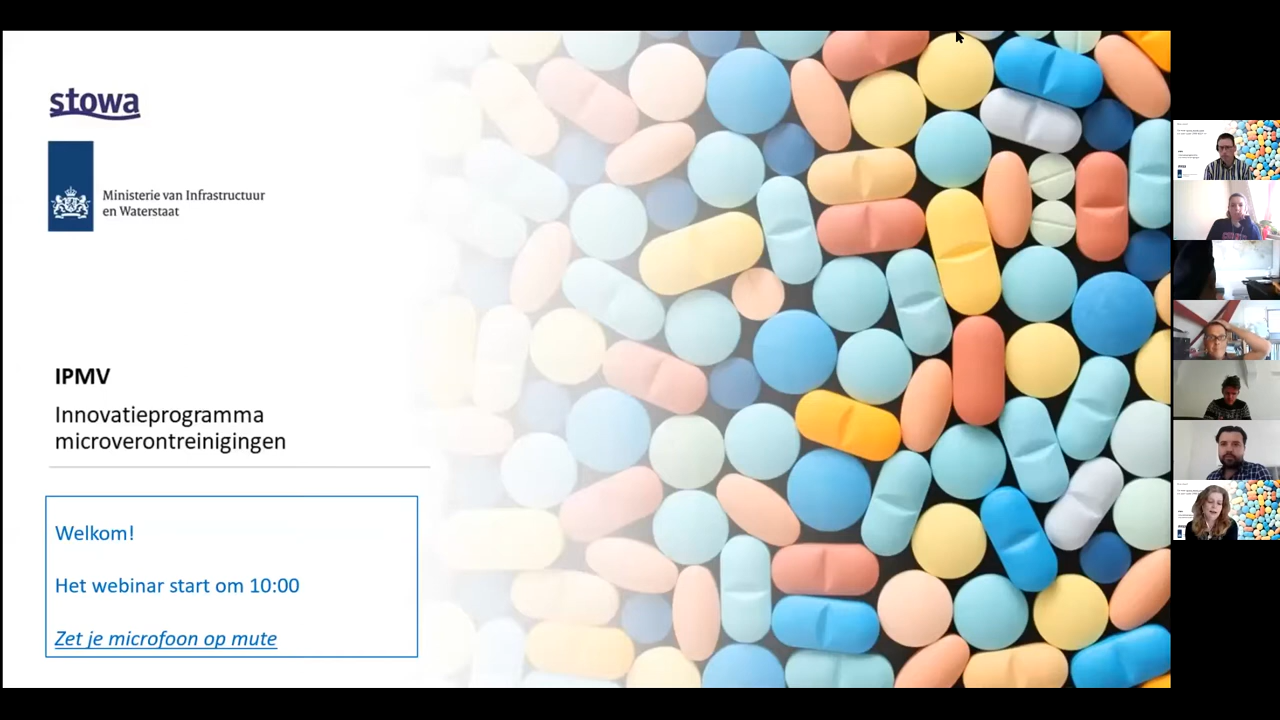 stowa
Ministerie van Infrastructuur
en Waterstaat
IPMV
Innovatieprogramma
microverontreinigingen
Welkom!
Het webinar start om 10:00
Zet je microfoon op mute